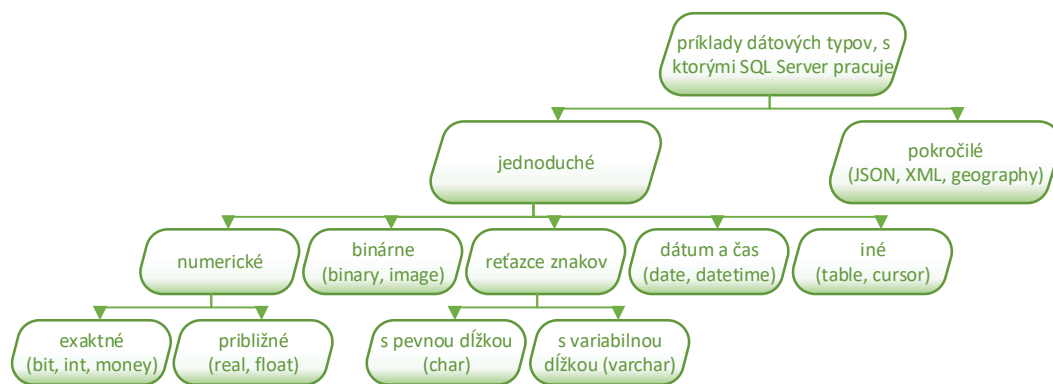 príklady dátových typov, s
ktorými SQL Server pracuje
jednoduché
pokročilé
(JSON, XML, geography)
numerické
binárne
(binary, image)
reťazce znakov
dátum a čas
(date, datetime)
iné
(table, cursor)
exaktné
(bit, int, money)
približné
(real, float)
s pevnou dĺžkou
(char)
s variabilnou
dĺžkou (varchar)